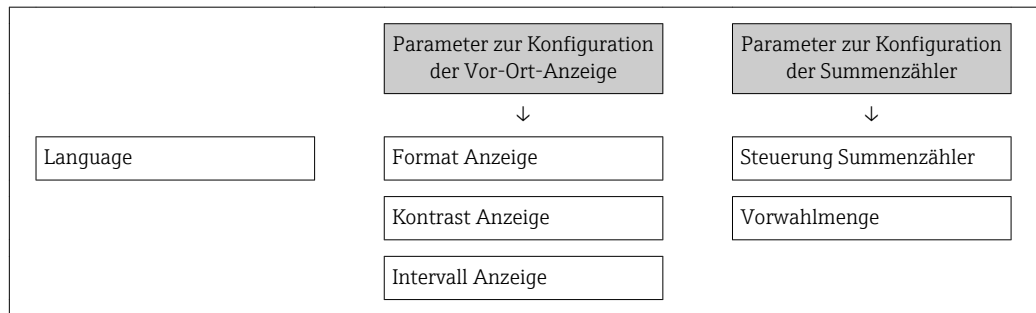 Parameter zur Konfiguration
der Vor-Ort-Anzeige
Parameter zur Konfiguration
der Summenzähler
↓
↓
Language
Format Anzeige
Steuerung Summenzähler
Kontrast Anzeige
Vorwahlmenge
Intervall Anzeige